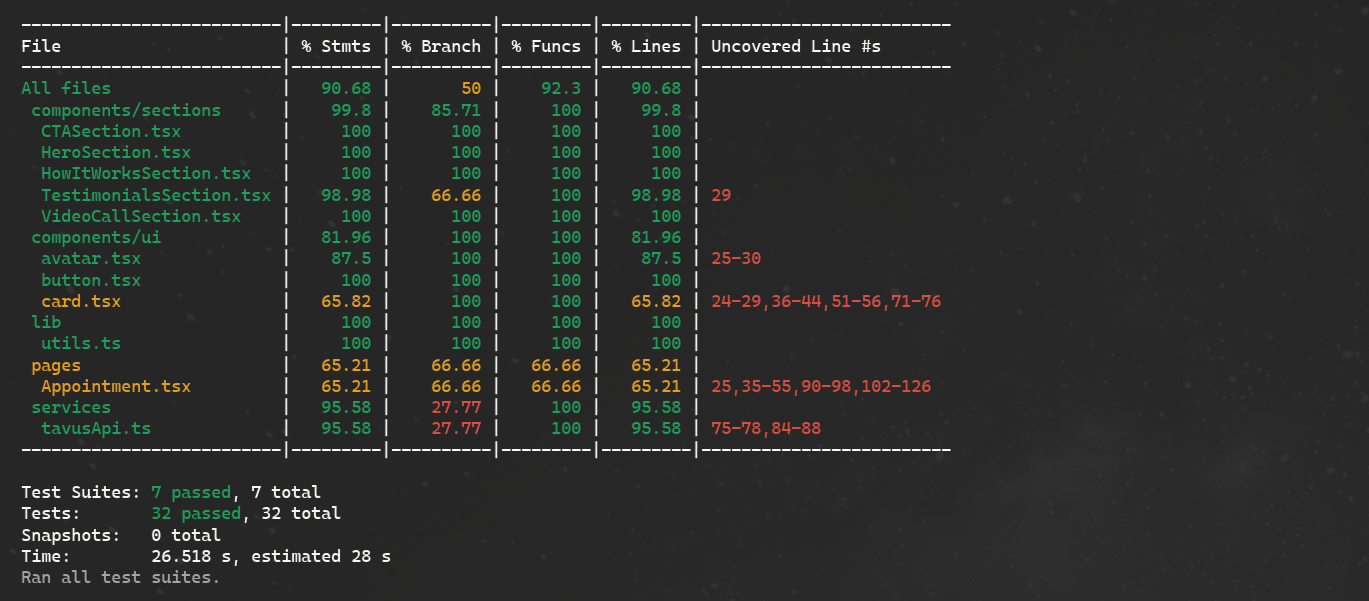 --------------------------|---------|----------|---------|---------|-------------------------
File                      | % Stmts | % Branch | % Funcs | % Lines | Uncovered Line #s
--------------------------|---------|----------|---------|---------|-------------------------
All files                 |   90.68 |       50 |    92.3 |   90.68 |
 components/sections      |    99.8 |    85.71 |     100 |    99.8 |
  CTASection.tsx          |     100 |      100 |     100 |     100 |
  HeroSection.tsx         |     100 |      100 |     100 |     100 |
  HowItWorksSection.tsx   |     100 |      100 |     100 |     100 |
  TestimonialsSection.tsx |   98.98 |    66.66 |     100 |   98.98 | 29
  VideoCallSection.tsx    |     100 |      100 |     100 |     100 |
 components/ui            |   81.96 |      100 |     100 |   81.96 |
  avatar.tsx              |    87.5 |      100 |     100 |    87.5 | 25-30
  button.tsx              |     100 |      100 |     100 |     100 |
  card.tsx                |   65.82 |      100 |     100 |   65.82 | 24-29,36-44,51-56,71-76
 lib                      |     100 |      100 |     100 |     100 |
  utils.ts                |     100 |      100 |     100 |     100 |
 pages                    |   65.21 |    66.66 |   66.66 |   65.21 |
  Appointment.tsx         |   65.21 |    66.66 |   66.66 |   65.21 | 25,35-55,90-98,102-126
 services                 |   95.58 |    27.77 |     100 |   95.58 |
  tavusApi.ts             |   95.58 |    27.77 |     100 |   95.58 | 75-78,84-88
--------------------------|---------|----------|---------|---------|-------------------------
Test Suites: 7 passed, 7 total
Tests:       32 passed, 32 total
Snapshots:   0 total
Time:        26.518 s, estimated 28 s
Ran all test suites.